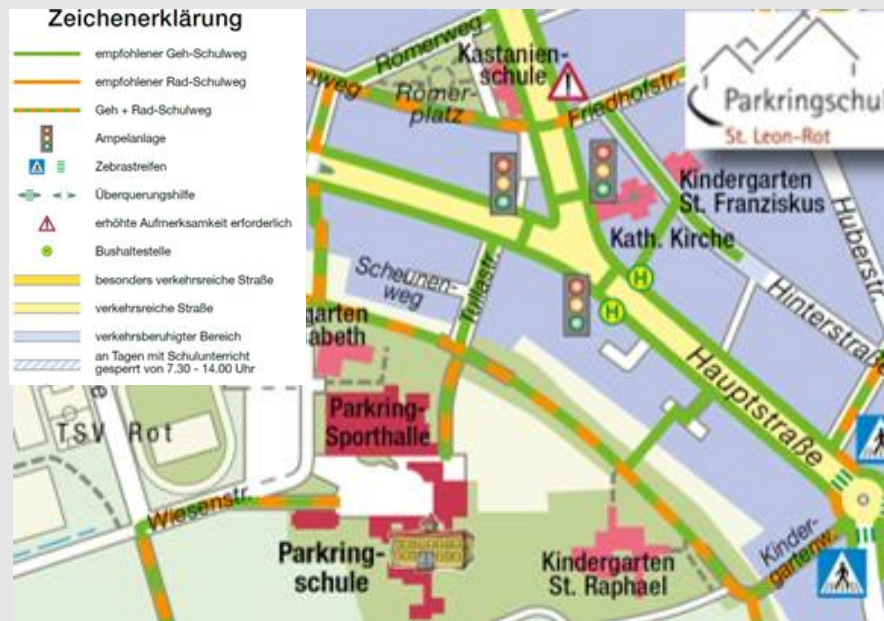 Zeichenerklärung
empfohlener Geh-Schulweg
empfohlener Rad-Schulweg
Geh + Rad-Schulweg
Ampelanlage
Zebrastreifen
Überquerungshilfe
erhöhte Aufmerksamkeit erforderlich
H
Bushaltestelle
besonders verkehrsreiche Straße
verkehrsreiche Straße
verkehrsberuhigter Bereich
an Tagen mit Schulunterricht
gesperrt von 7.30 - 14.00 Uhr
Römerweg
Kastanien-
schule
nweg
Römer-
platz
Friedhofstr.
Parkringschul
St. Leon-Rot
Kindergarten
St. Franziskus
Kath. Kirche
Huberstr.
Hinterstraße
Scheunen-
weg
Tullastr.
H
H
garten
abeth
Hauptstraße
Parkring-
Sporthalle
TSV Rot
e
Wiesenstr.
Parkring-
schule
Kindergarten
St. Raphael
Kinder-
gartenw.